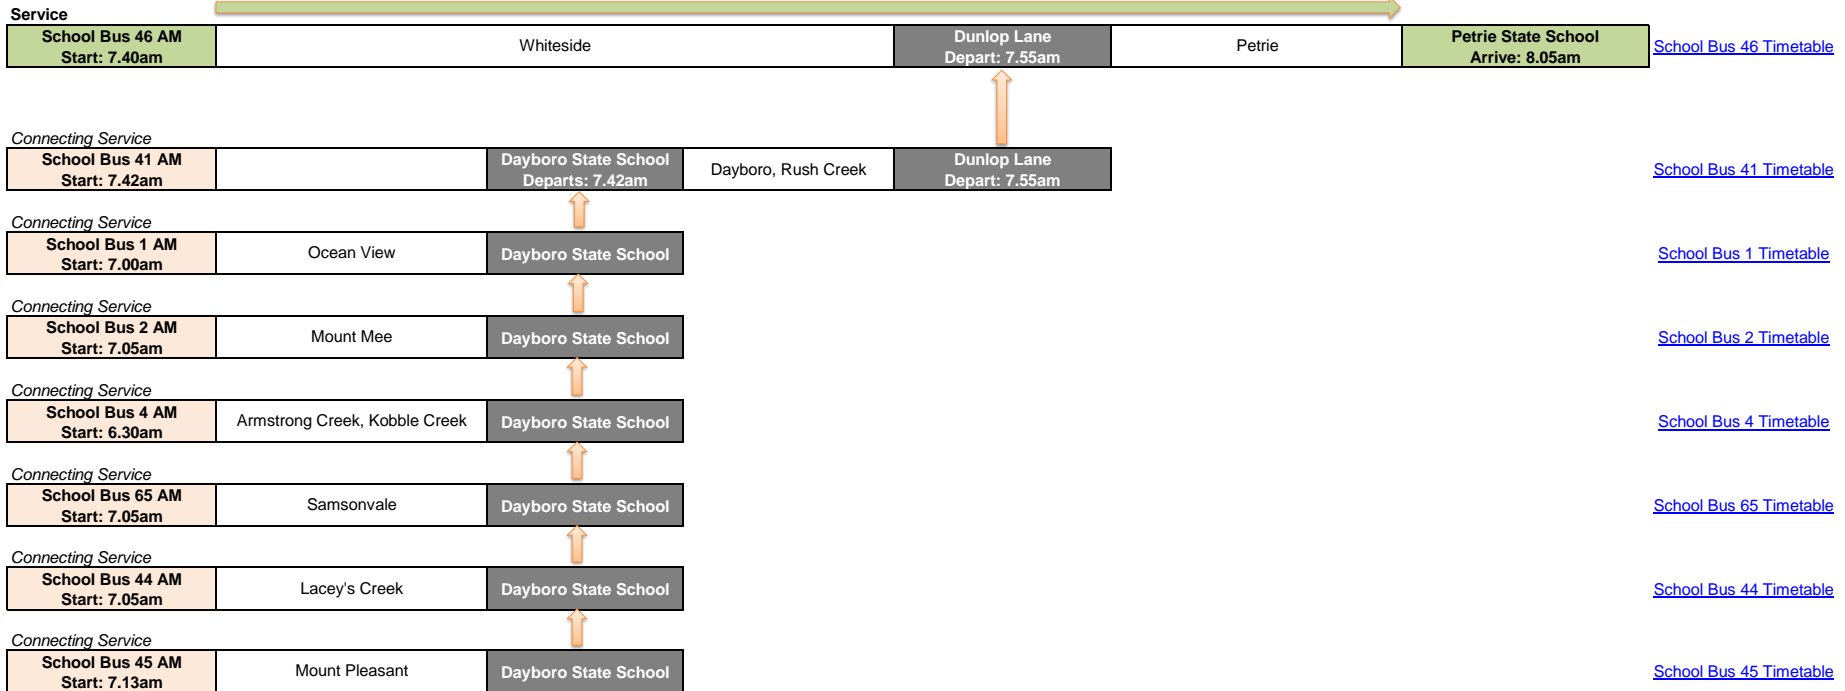 Service
School Bus 46 AM
Start: 7.40am
Whiteside
Dunlop Lane
Depart: 7.55am
Petrie
Petrie State School
Arrive: 8.05am
School Bus 46 Timetable
Connecting Service
School Bus 41 AM
Start: 7.42am
Dayboro State School
Departs: 7.42am
Dayboro, Rush Creek
Dunlop Lane
Depart: 7.55am
School Bus 41 Timetable
Connecting Service
School Bus 1 AM
Start: 7.00am
Ocean View
Dayboro State School
School Bus 1 Timetable
Connecting Service
School Bus 2 AM
Start: 7.05am
Mount Mee
Dayboro State School
School Bus 2 Timetable
Connecting Service
School Bus 4 AM
Start: 6.30am
Armstrong Creek, Kobble Creek
Dayboro State School
School Bus 4 Timetable
Connecting Service
School Bus 65 AM
Start: 7.05am
Samsonvale
Dayboro State School
School Bus 65 Timetable
Connecting Service
School Bus 44 AM
Start: 7.05am
Lacey's Creek
Dayboro State School
School Bus 44 Timetable
Connecting Service
School Bus 45 AM
Start: 7.13am
Mount Pleasant
Dayboro State School
School Bus 45 Timetable